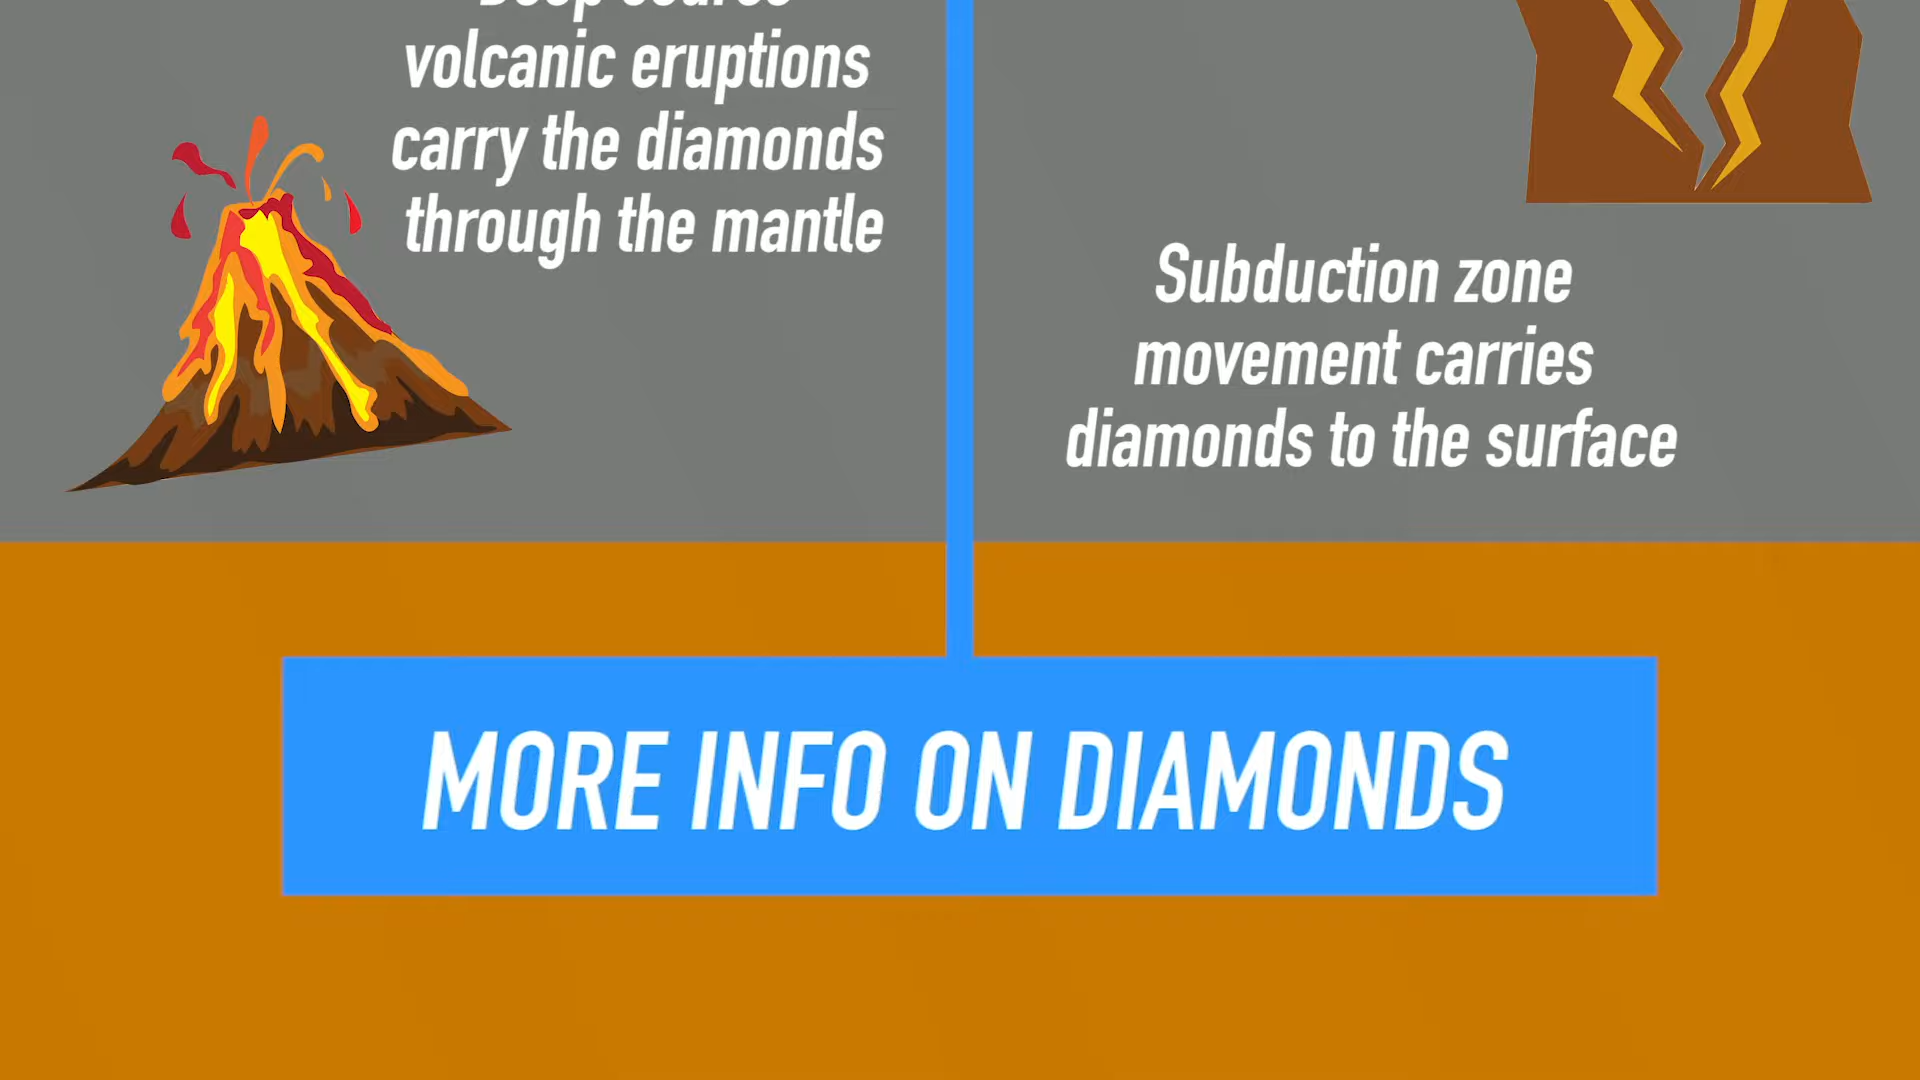 volcanic eruptions
carry the diamonds
through the mantle
Subduction zone
movement carries
diamonds to the surface
MORE INFO ON DIAMONDS